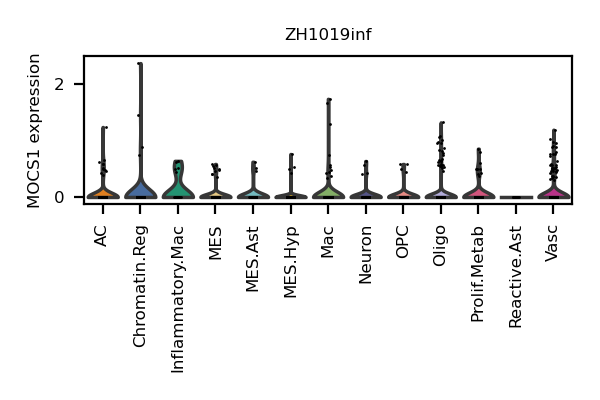 ZH1019inf
MOCS1 expression
2
0
AC
Chromatin.Reg
Inflammatory.Mac
MES
MES.Ast
MES.Hyp
Mac
Neuron
OPC
Oligo
Prolif.Metab
Reactive.Ast
Vasc